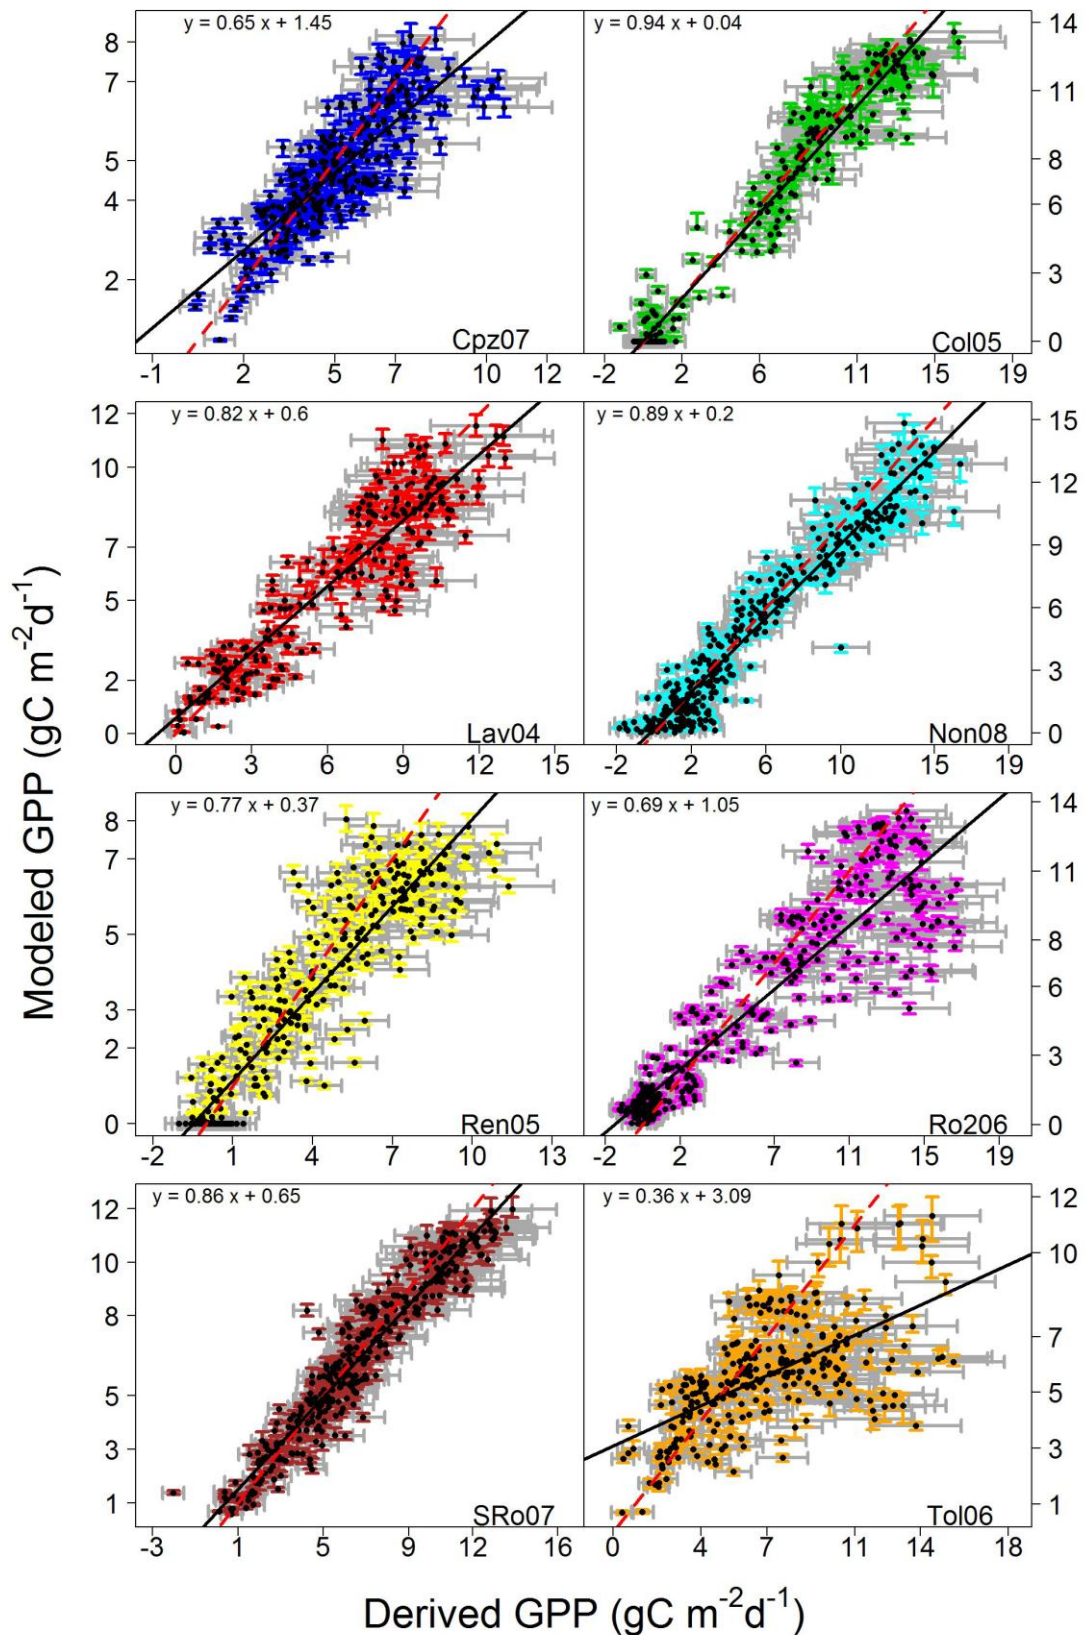 y = 0.65 x + 1.45
y = 0.94 x + 0.04
8
7
5
4
2
14
11
8
6
3
0
Cpz07
Col05
-1 2 5 7 10 12
-2 2 6 11 15 19
y = 0.82 x + 0.6
y = 0.89 x + 0.2
12
10
7
5
2
0
15
12
9
6
3
0
Lav04
Non08
0 3 6 9 12 15
-2 2 6 10 15 19
y = 0.77 x + 0.37
y = 0.69 x + 1.05
8
7
5
3
2
0
14
11
8
6
3
0
Ren05
Ro206
-2 1 4 7 10 13
-2 2 7 11 15 19
y = 0.86 x + 0.65
y = 0.36 x + 3.09
12
10
8
5
3
1
12
10
7
5
3
1
SRo07
Tol06
-3 1 5 9 12 16
0 4 7 11 14 18
Modeled GPP (gC m⁻²d⁻¹)
Derived GPP (gC m⁻²d⁻¹)